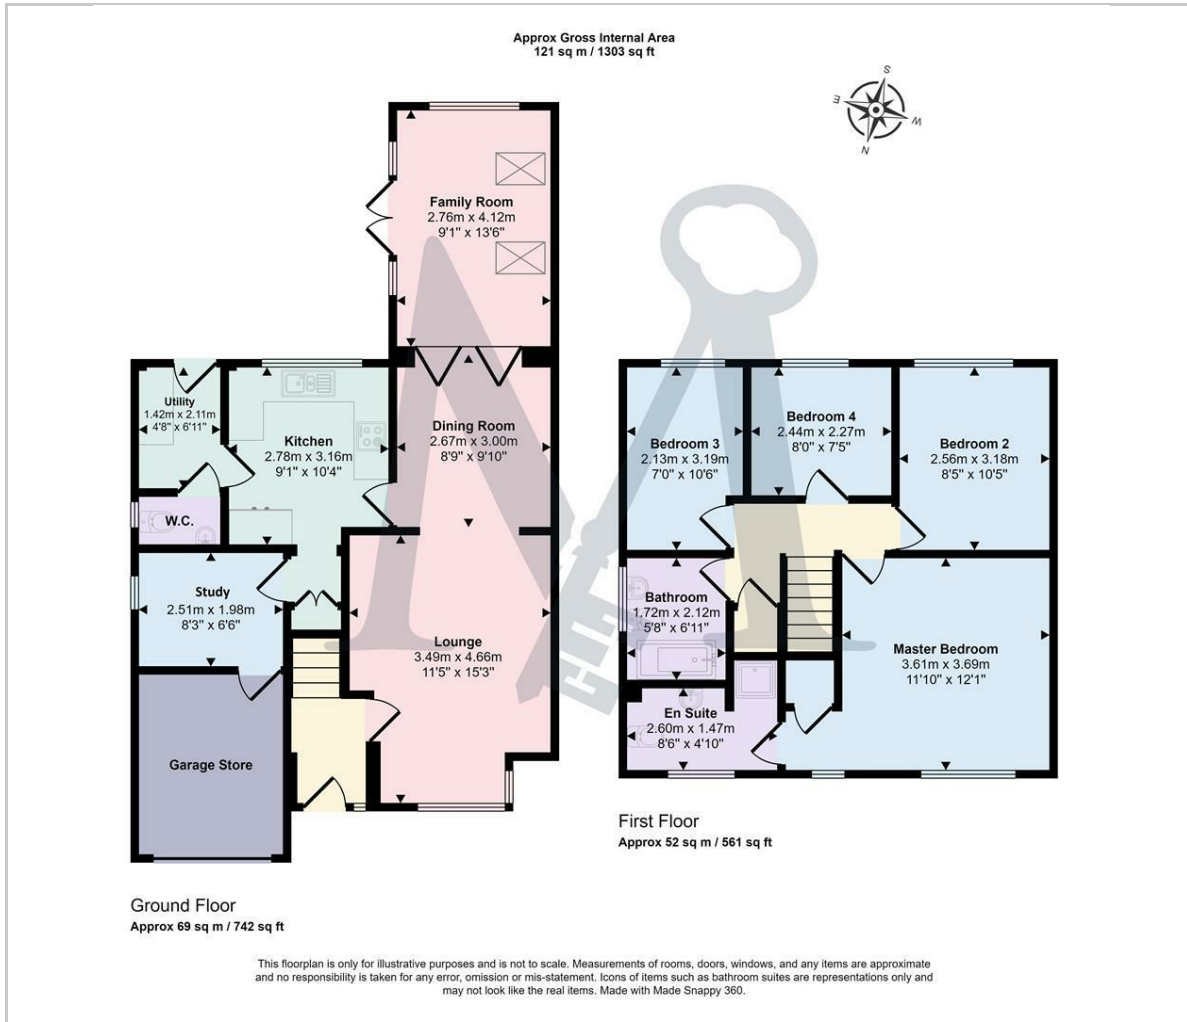 Approx Gross Internal Area
121 sq m / 1303 sq ft
S
E
W
N
Family Room
2.76m x 4.12m
9'1" x 13'6"
Utility
1.42m x 2.11m
4'8" x 6'11"
Kitchen
2.78m x 3.16m
9'1" x 10'4"
Dining Room
2.67m x 3.00m
8'9" x 9'10"
W.C.
Study
2.51m x 1.98m
8'3" x 6'6"
Lounge
3.49m x 4.66m
11'5" x 15'3"
Garage Store
Ground Floor
Approx 69 sq m / 742 sq ft
Bedroom 3
2.13m x 3.19m
7'0" x 10'6"
Bedroom 4
2.44m x 2.27m
8'0" x 7'5"
Bedroom 2
2.56m x 3.18m
8'5" x 10'5"
Bathroom
1.72m x 2.12m
5'8" x 6'11"
Master Bedroom
3.61m x 3.69m
11'10" x 12'1"
En Suite
2.60m x 1.47m
8'6" x 4'10"
First Floor
Approx 52 sq m / 561 sq ft
This floorplan is only for illustrative purposes and is not to scale. Measurements of rooms, doors, windows, and any items are approximate
and no responsibility is taken for any error, omission or mis-statement. Icons of items such as bathroom suites are representations only and
may not look like the real items. Made with Made Snappy 360.